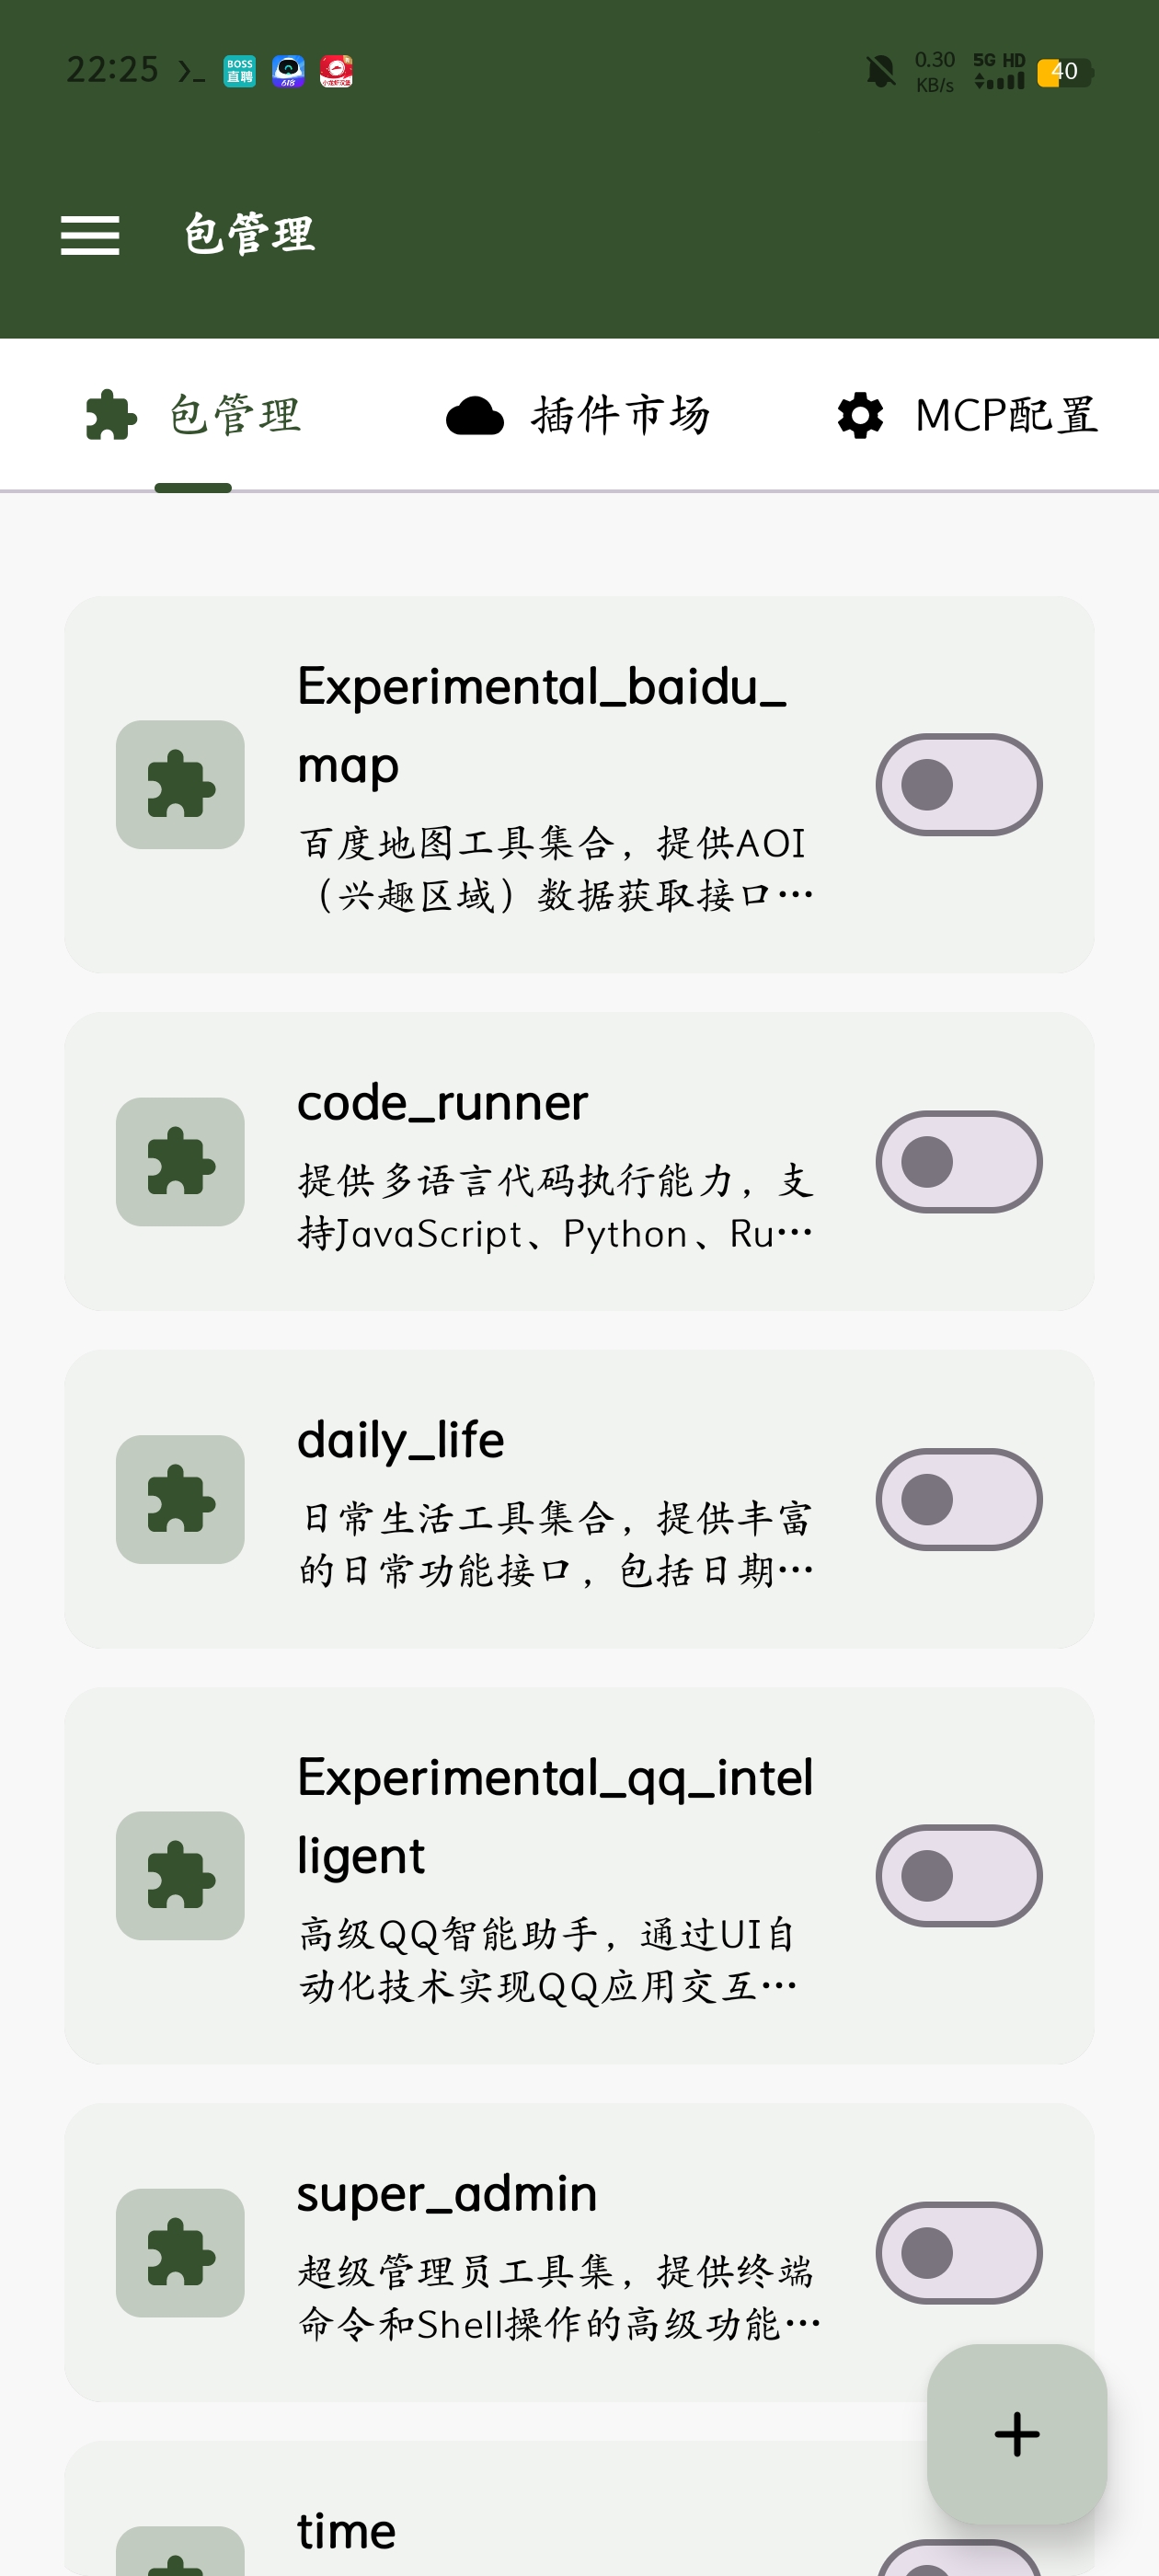 22:25
BOSS
直聘
618
0.30
KB/s
5G HD
40
包管理
包管理
插件市场
MCP配置
Experimental_baidu_
map
百度地图工具集合，提供AOI
（兴趣区域）数据获取接口…
code_runner
提供多语言代码执行能力，支
持JavaScript、Python、Ru…
daily_life
日常生活工具集合，提供丰富
的日常功能接口，包括日期…
Experimental_qq_intel
ligent
高级QQ智能助手，通过UI自
动化技术实现QQ应用交互…
super_admin
超级管理员工具集，提供终端
命令和Shell操作的高级功能…
time